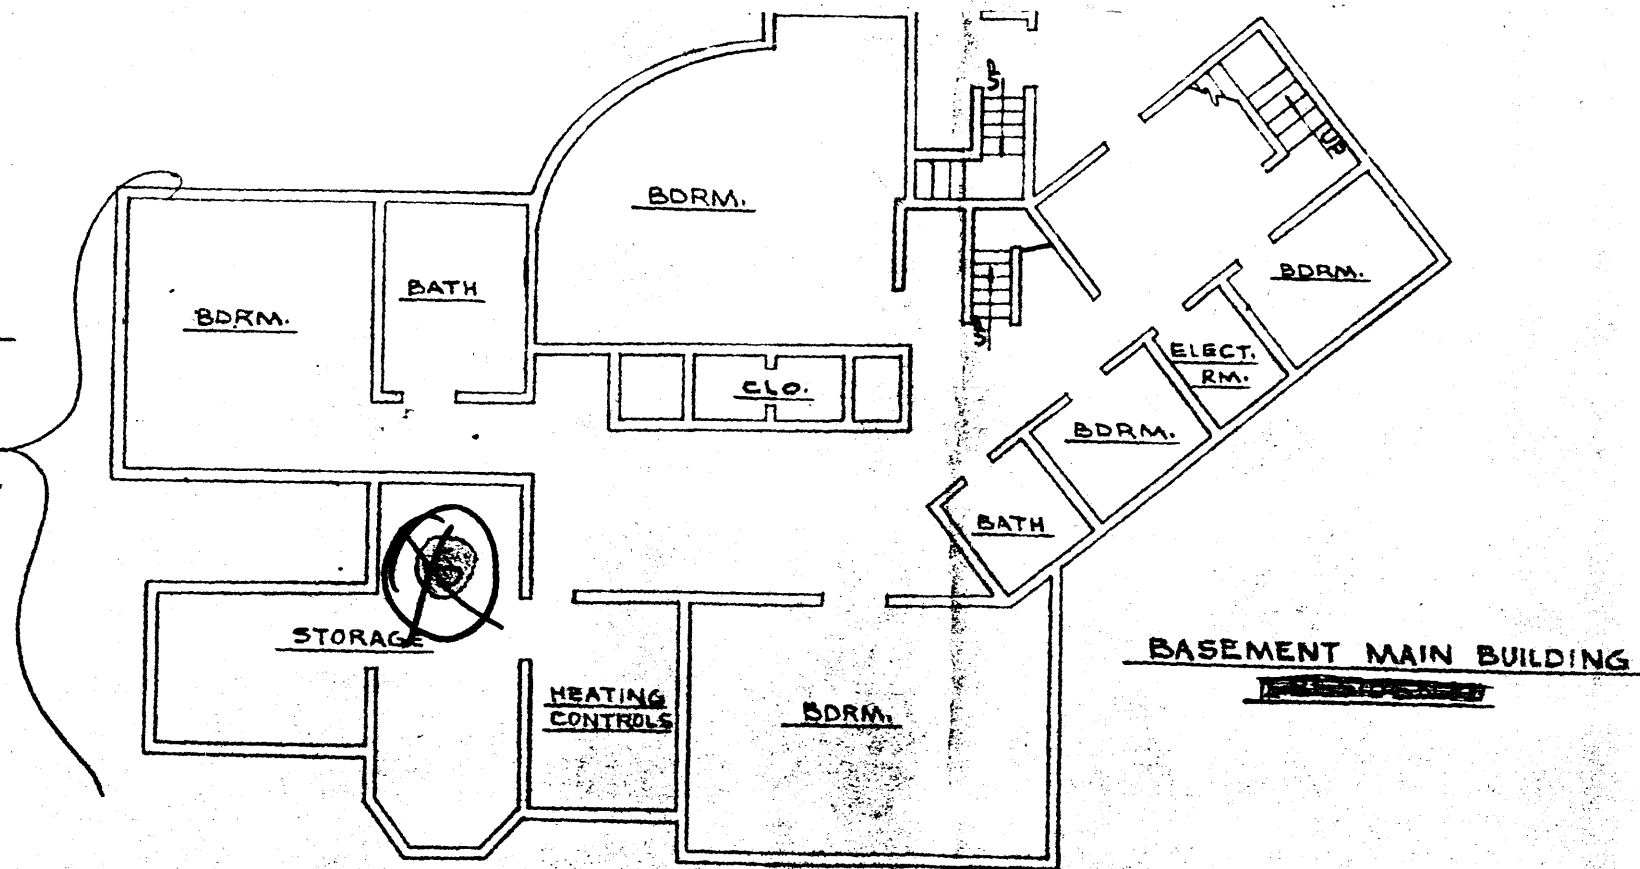 UP
BDRM.
BATH
BDRM.
BDRM.
ELECT.
RM.
CLO.
BDRM.
BATH
STORAGE
BASEMENT MAIN BUILDING
HEATING
CONTROLS
BDRM.